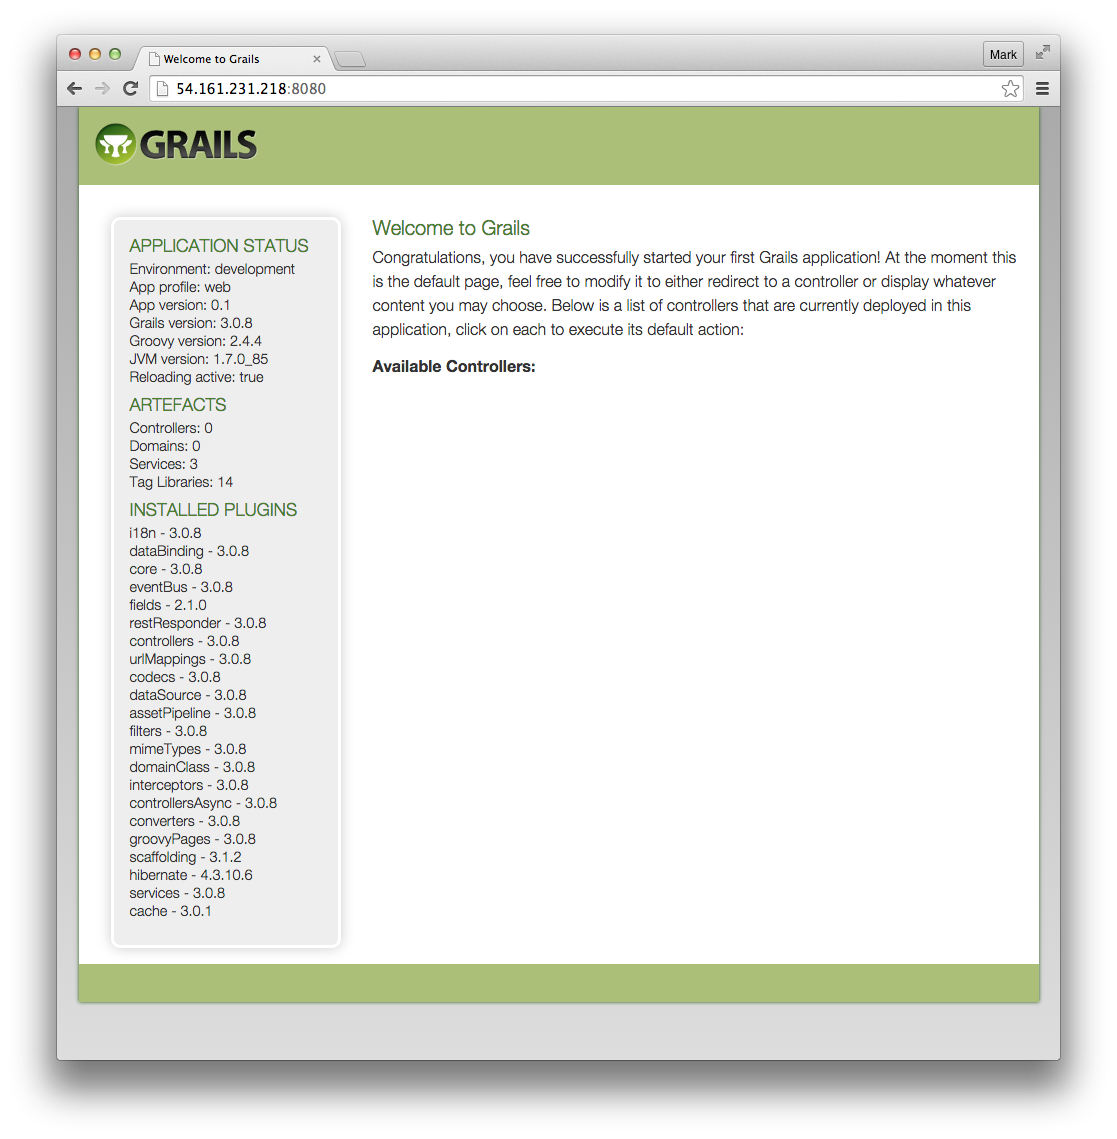 Welcome to Grails
Mark
54.161.231.218:8080
GRAILS
APPLICATION STATUS
Environment: development
App profile: web
App version: 0.1
Grails version: 3.0.8
Groovy version: 2.4.4
JVM version: 1.7.0_85
Reloading active: true
ARTEFACTS
Controllers: 0
Domains: 0
Services: 3
Tag Libraries: 14
INSTALLED PLUGINS
i18n - 3.0.8
dataBinding - 3.0.8
core - 3.0.8
eventBus - 3.0.8
fields - 2.1.0
restResponder - 3.0.8
controllers - 3.0.8
urlMappings - 3.0.8
codecs - 3.0.8
dataSource - 3.0.8
assetPipeline - 3.0.8
filters - 3.0.8
mimeTypes - 3.0.8
domainClass - 3.0.8
interceptors - 3.0.8
controllersAsync - 3.0.8
converters - 3.0.8
groovyPages - 3.0.8
scaffolding - 3.1.2
hibernate - 4.3.10.6
services - 3.0.8
cache - 3.0.1
Welcome to Grails
Congratulations, you have successfully started your first Grails application! At the moment this
is the default page, feel free to modify it to either redirect to a controller or display whatever
content you may choose. Below is a list of controllers that are currently deployed in this
application, click on each to execute its default action:
Available Controllers: